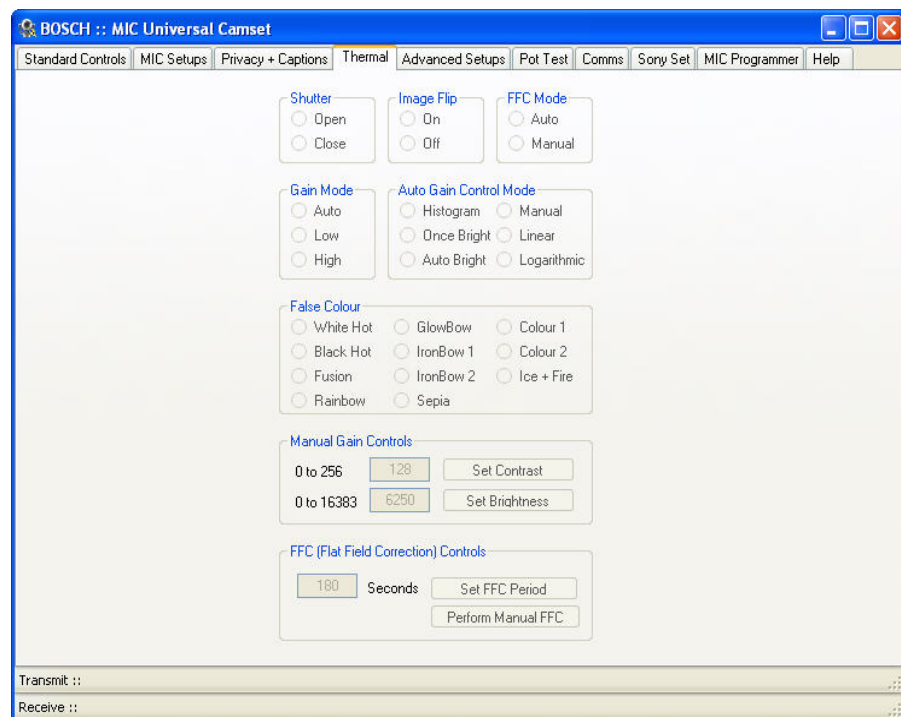 BOSCH :: MIC Universal Camset
Standard Controls MIC Setups Privacy + Captions Thermal Advanced Setups Pot Test Comms Sony Set MIC Programmer Help
Shutter Image Flip FFC Mode
Open On Auto
Close Off Manual
Gain Mode Auto Gain Control Mode
Auto Histogram Manual
Low Once Bright Linear
High Auto Bright Logarithmic
False Colour
White Hot GlowBow Colour 1
Black Hot IronBow 1 Colour 2
Fusion IronBow 2 Ice + Fire
Rainbow Sepia
Manual Gain Controls
0 to 256 128 Set Contrast
0 to 16383 6250 Set Brightness
FFC (Flat Field Correction) Controls
180 Seconds Set FFC Period
Perform Manual FFC
Transmit ::
Receive ::